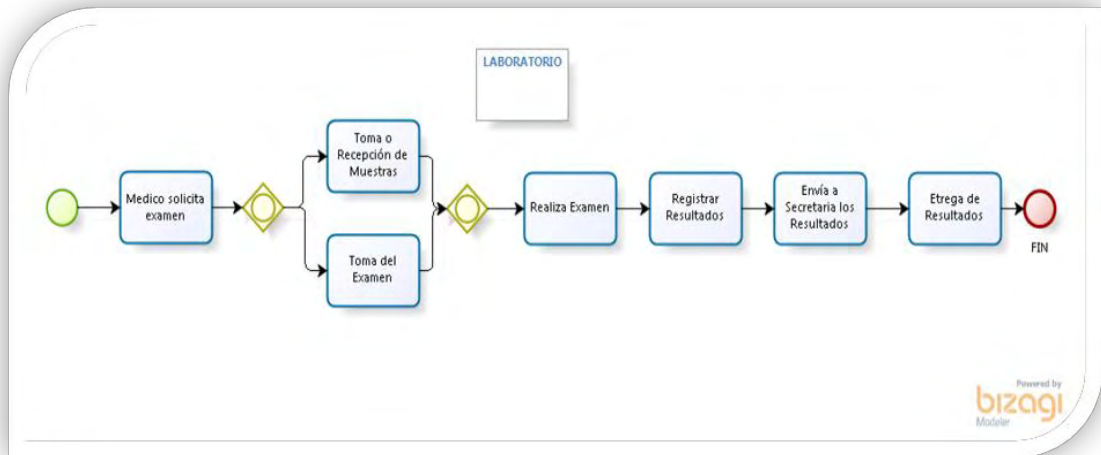 LABORATORIO
Medico solicita
examen
Toma o
Recepción de
Muestras
Toma del
Examen
Realiza Examen
Registrar
Resultados
Envía a
Secretaria los
Resultados
Etrega de
Resultados
FIN
Powered by
bizagi
Modeler